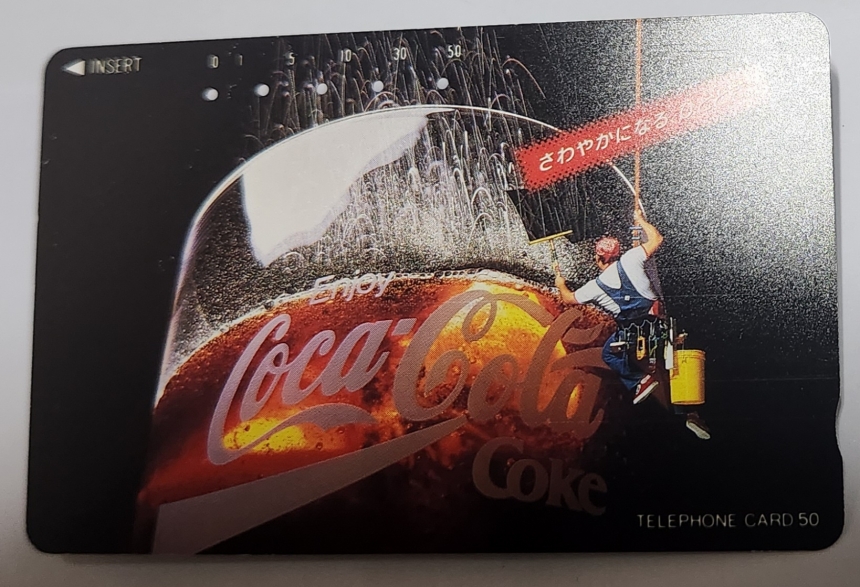 INSERT
0 1 5 10 30 50
さわやかになる
Enjoy
Coca-Cola
Coke
TELEPHONE CARD 50